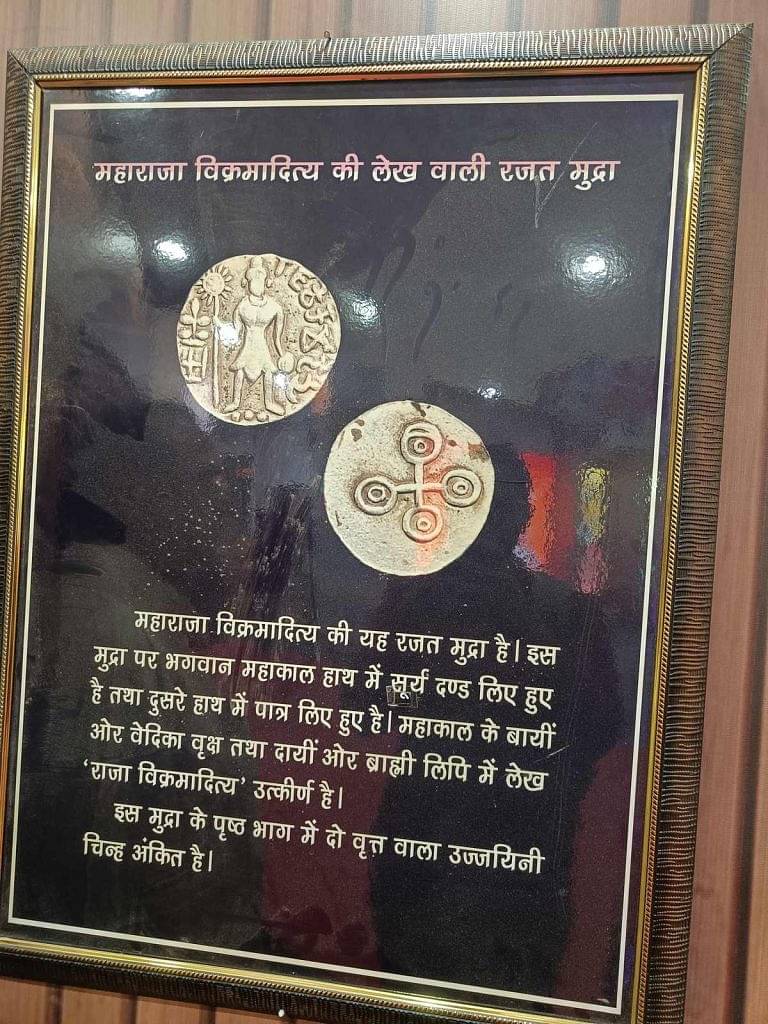 महाराजा विक्रमादित्य की लेख वाली रजत मुद्रा
महाराजा विक्रमादित्य की यह रजत मुद्रा है। इस
मुद्रा पर भगवान महाकाल हाथ में सूर्य दण्ड लिए हुए
है तथा दुसरे हाथ में पात्र लिए हुए है। महाकाल के बायीं
ओर वेदिका वृक्ष तथा दायीं ओर ब्राह्मी लिपि में लेख
‘राजा विक्रमादित्य’ उत्कीर्ण है।
इस मुद्रा के पृष्ठ भाग में दो वृत्त वाला उज्जयिनी
चिन्ह अंकित है।